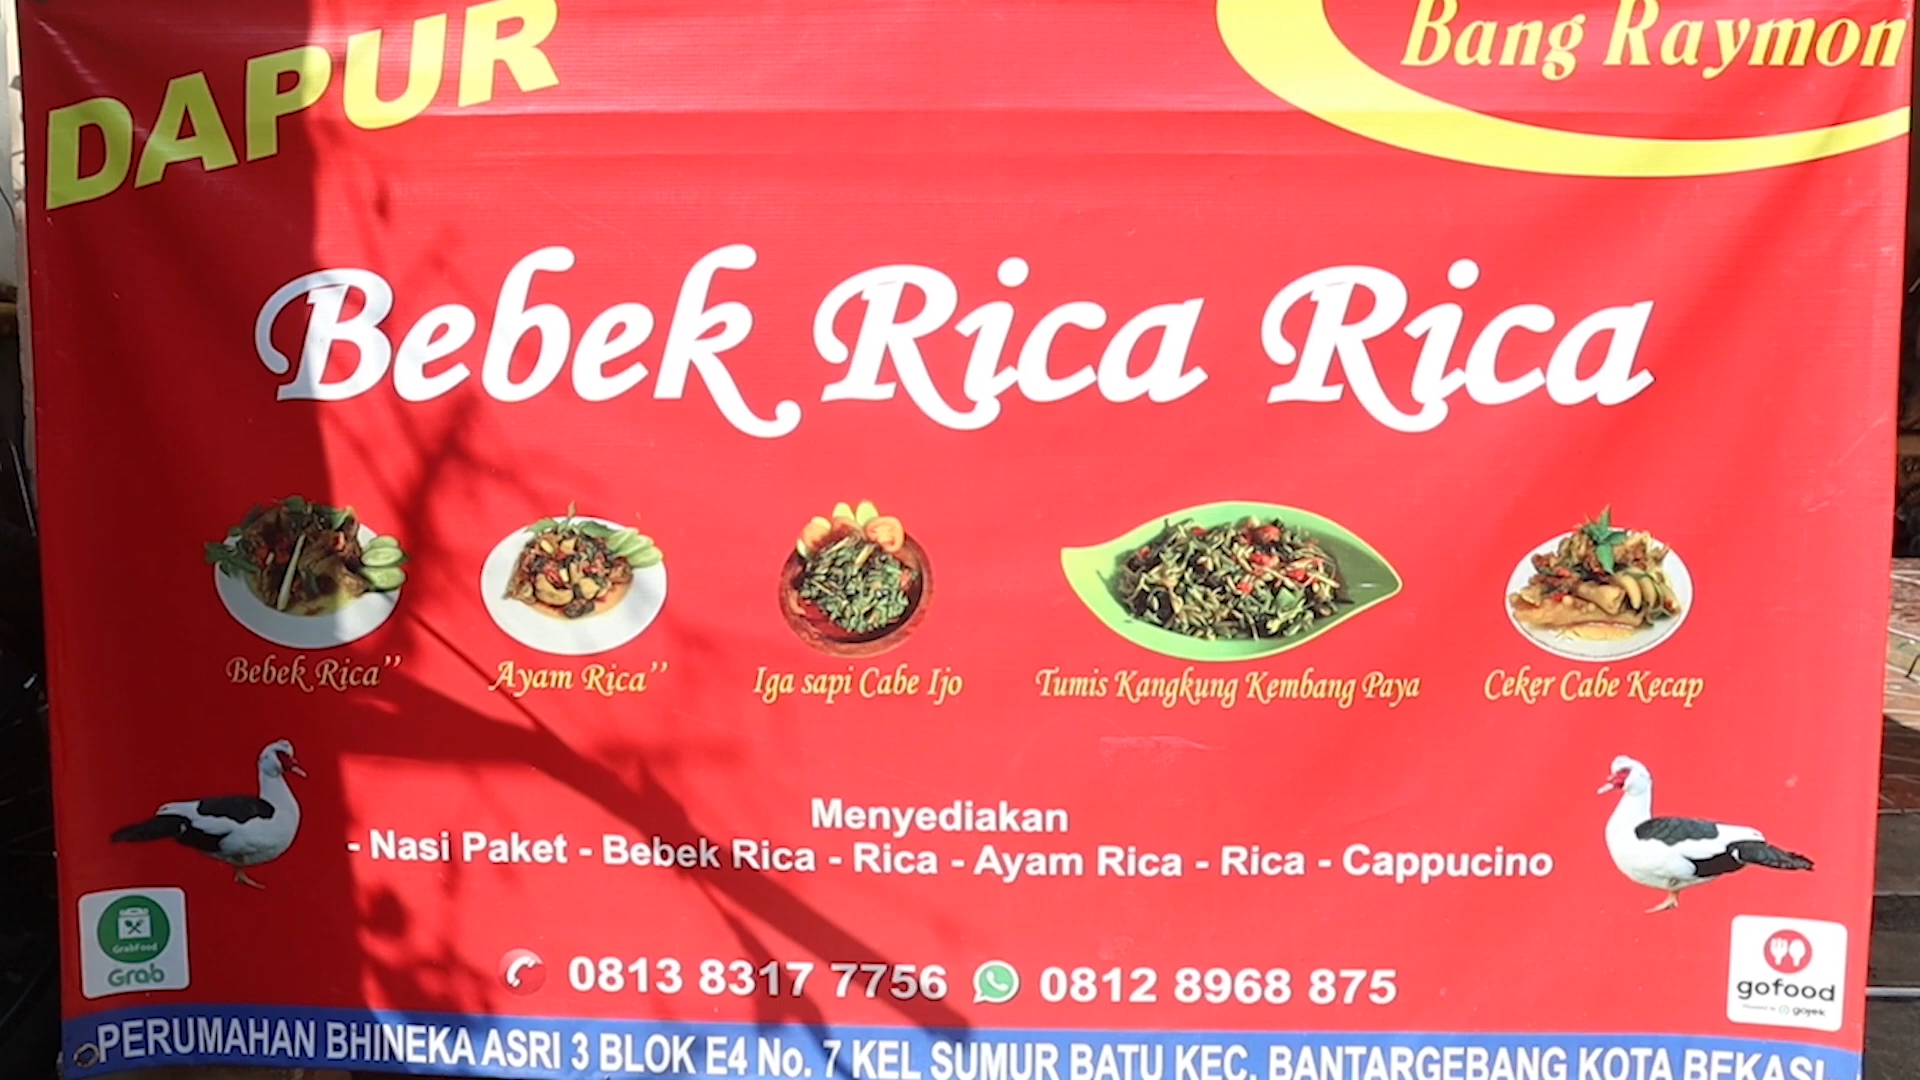 DAPUR
Bang Raymon
Bebek Rica Rica
Bebek Rica”
Ayam Rica”
Iga sapi Cabe Ijo
Tumis Kangkung Kembang Paya
Ceker Cabe Kecap
Menyediakan
- Nasi Paket - Bebek Rica - Rica - Ayam Rica - Rica - Cappucino
GrabFood
Grab
0813 8317 7756
0812 8968 875
gofood
gojek
PERUMAHAN BHINEKA ASRI 3 BLOK E4 No. 7 KEL SUMUR BATU KEC. BANTARGEBANG KOTA BEKASI